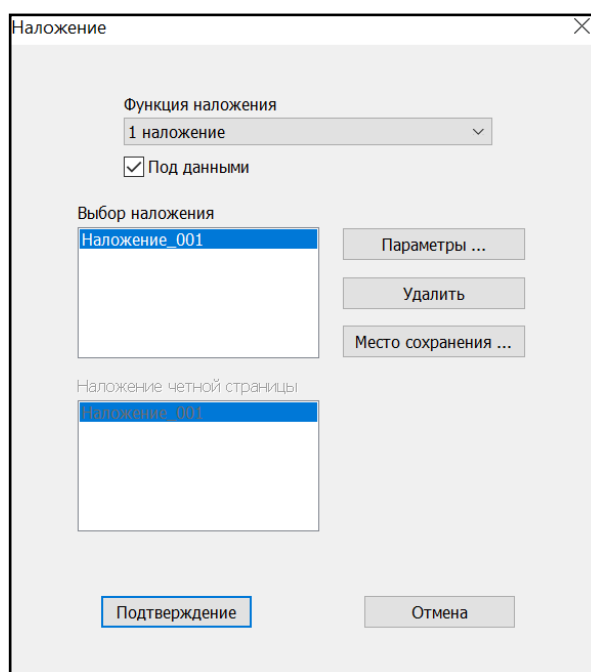 Наложение
Функция наложения
1 наложение
Под данными
Выбор наложения
Наложение_001
Параметры ...
Удалить
Место сохранения ...
Наложение четной страницы
Наложение_001
Подтверждение
Отмена